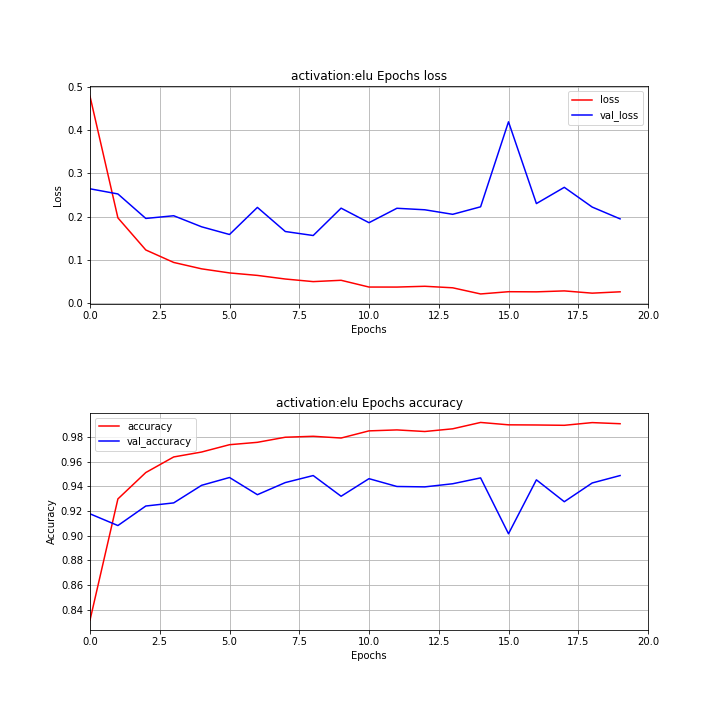 activation:elu Epochs loss
0.5
0.4
0.3
0.2
0.1
0.0
Loss
loss
val_loss
0.0 2.5 5.0 7.5 10.0 12.5 15.0 17.5 20.0
Epochs
activation:elu Epochs accuracy
0.98
0.96
0.94
0.92
0.90
0.88
0.86
0.84
Accuracy
accuracy
val_accuracy
0.0 2.5 5.0 7.5 10.0 12.5 15.0 17.5 20.0
Epochs